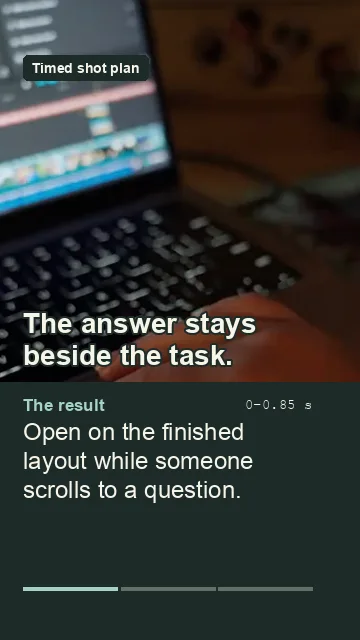 Timed shot plan
The answer stays
beside the task.
The result
0–0.85 s
Open on the finished
layout while someone
scrolls to a question.